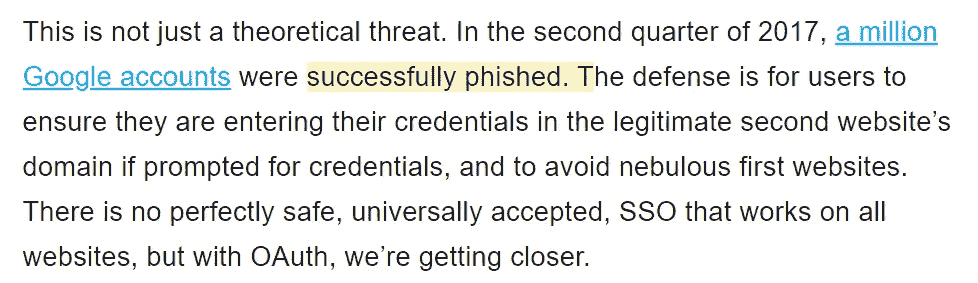 This is not just a theoretical threat. In the second quarter of 2017, a million
Google accounts were successfully phished. The defense is for users to
ensure they are entering their credentials in the legitimate second website’s
domain if prompted for credentials, and to avoid nebulous first websites.
There is no perfectly safe, universally accepted, SSO that works on all
websites, but with OAuth, we’re getting closer.